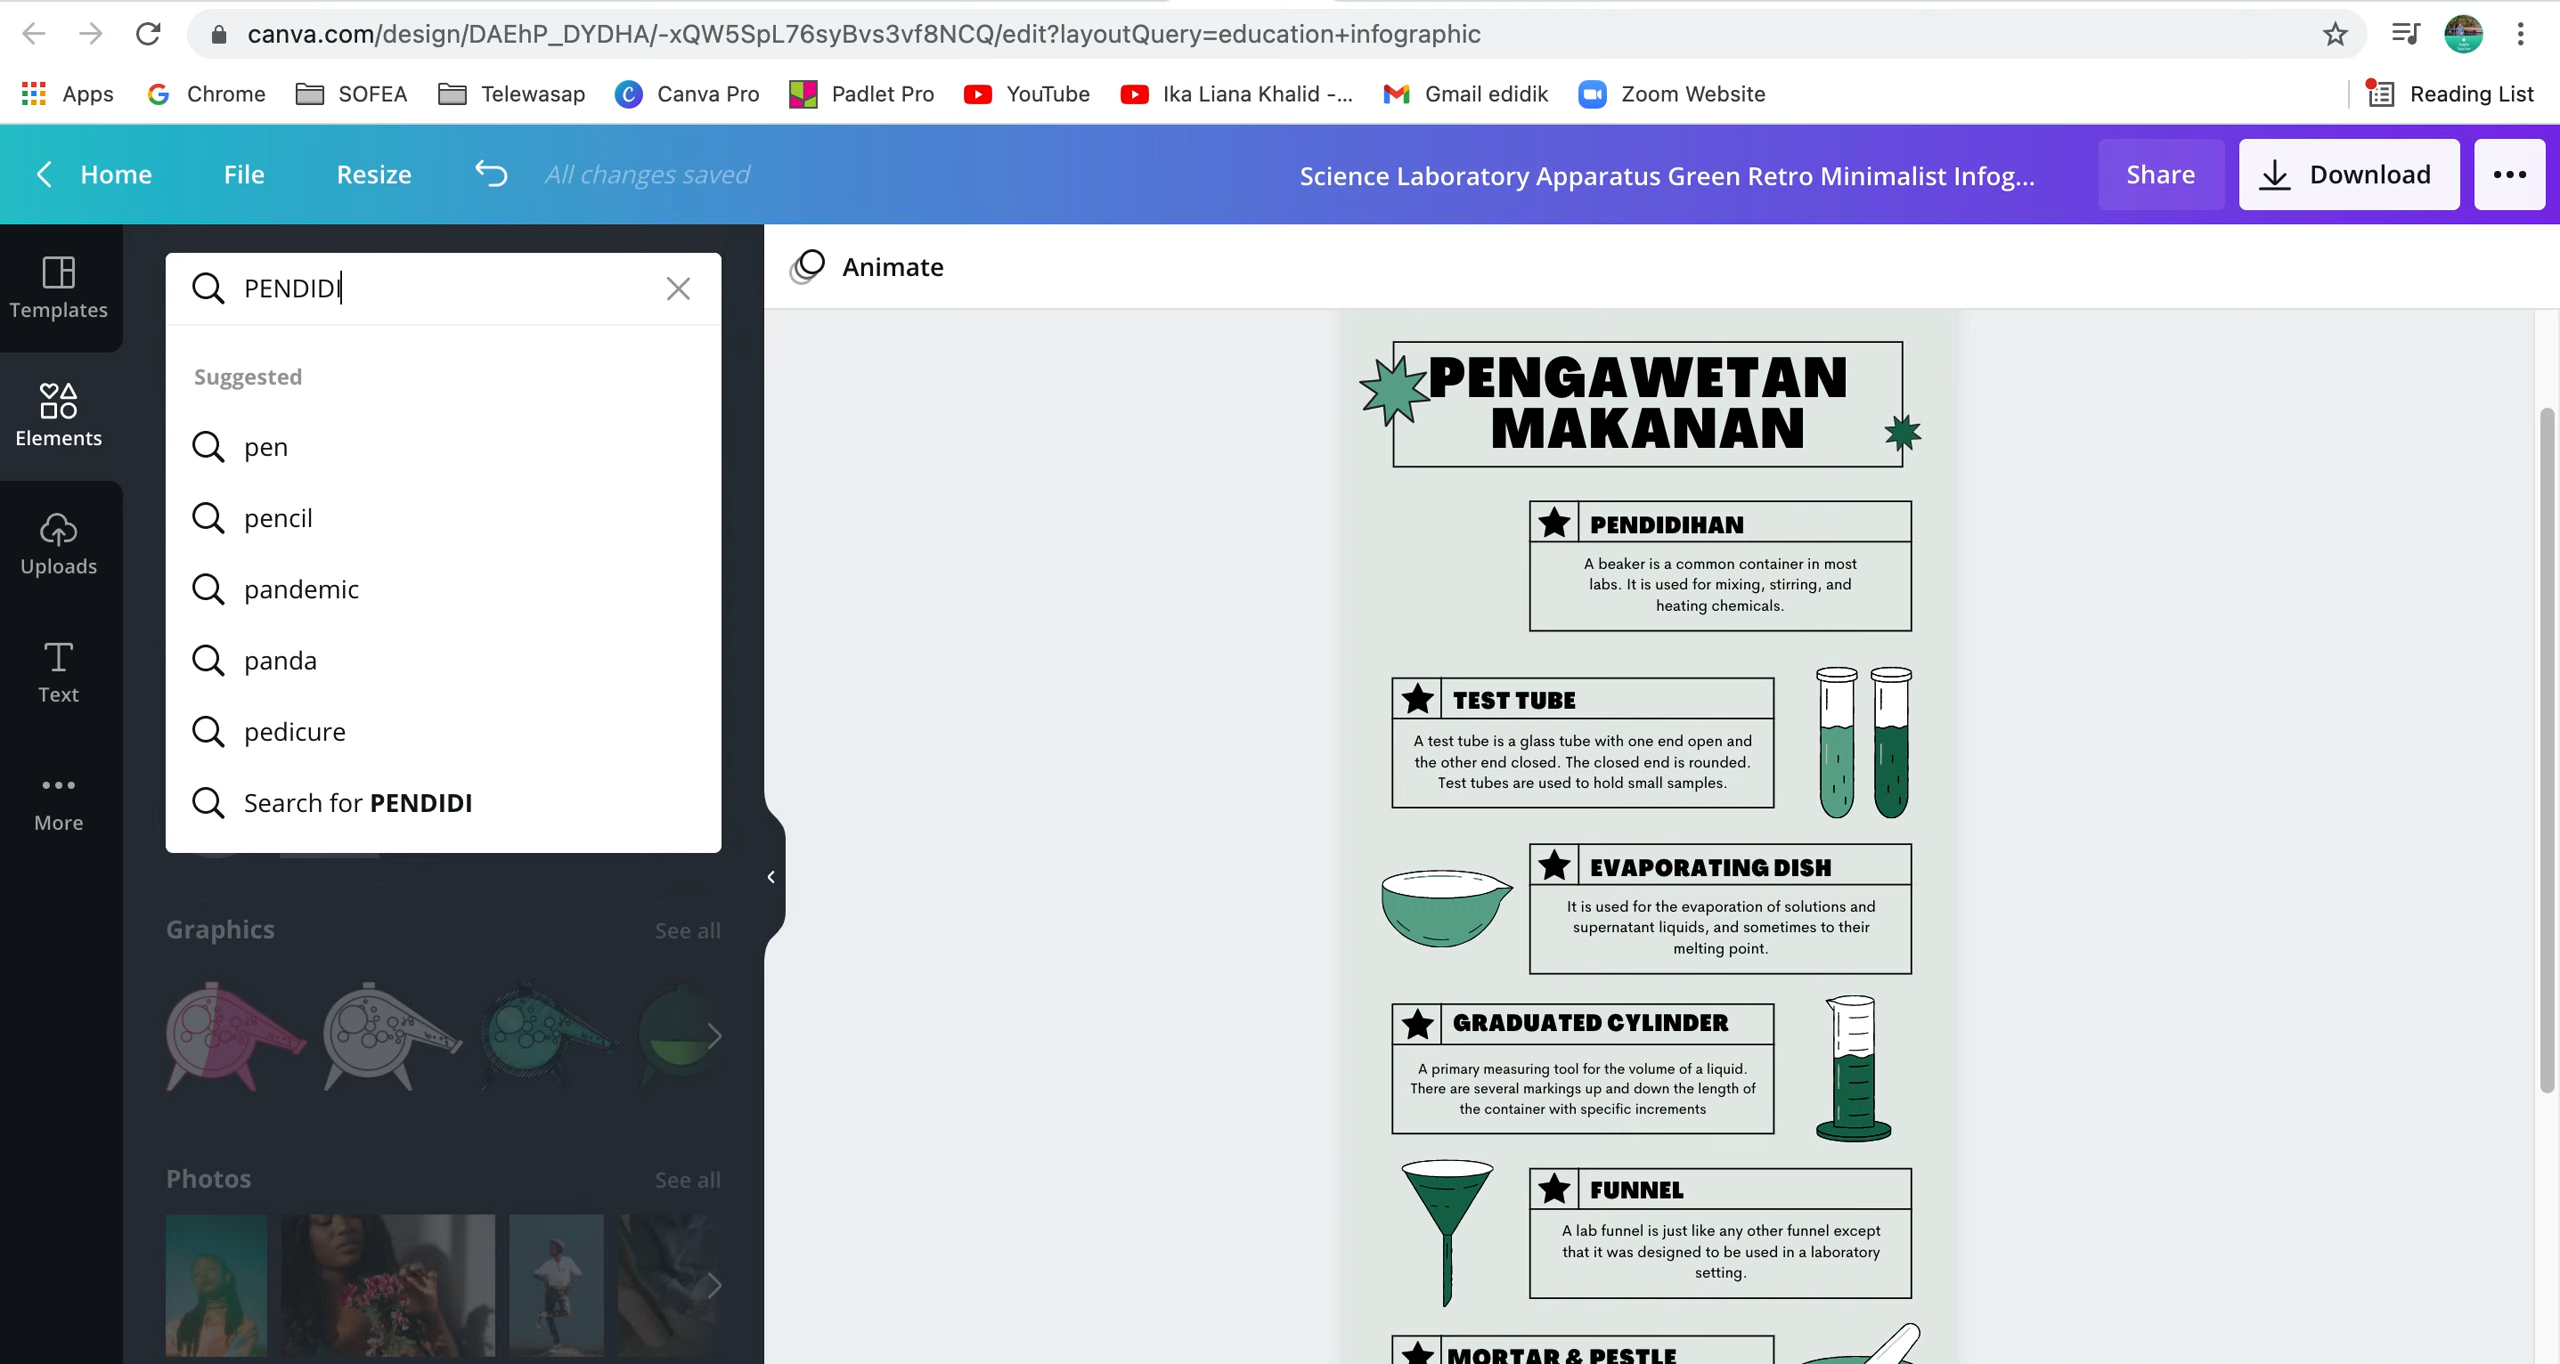 canva.com/design/DAEhP_DYDHA/-xQW5SpL76syBvs3vf8NCQ/edit?layoutQuery=education+infographic
Apps
Chrome
SOFEA
Telewasap
Canva Pro
Padlet Pro
YouTube
Ika Liana Khalid -...
Gmail edidik
Zoom Website
Reading List
Home
File
Resize
All changes saved
Science Laboratory Apparatus Green Retro Minimalist Infog...
Share
Download
Templates
Elements
Uploads
Text
More
PENDIDI
Suggested
pen
pencil
pandemic
panda
pedicure
Search for PENDIDI
Graphics
See all
Photos
See all
Animate
PENGAWETAN
MAKANAN
PENDIDIHAN
A beaker is a common container in most
labs. It is used for mixing, stirring, and
heating chemicals.
TEST TUBE
A test tube is a glass tube with one end open and
the other end closed. The closed end is rounded.
Test tubes are used to hold small samples.
EVAPORATING DISH
It is used for the evaporation of solutions and
supernatant liquids, and sometimes to their
melting point.
GRADUATED CYLINDER
A primary measuring tool for the volume of a liquid.
There are several markings up and down the length of
the container with specific increments
FUNNEL
A lab funnel is just like any other funnel except
that it was designed to be used in a laboratory
setting.
MORTAR & PESTLE